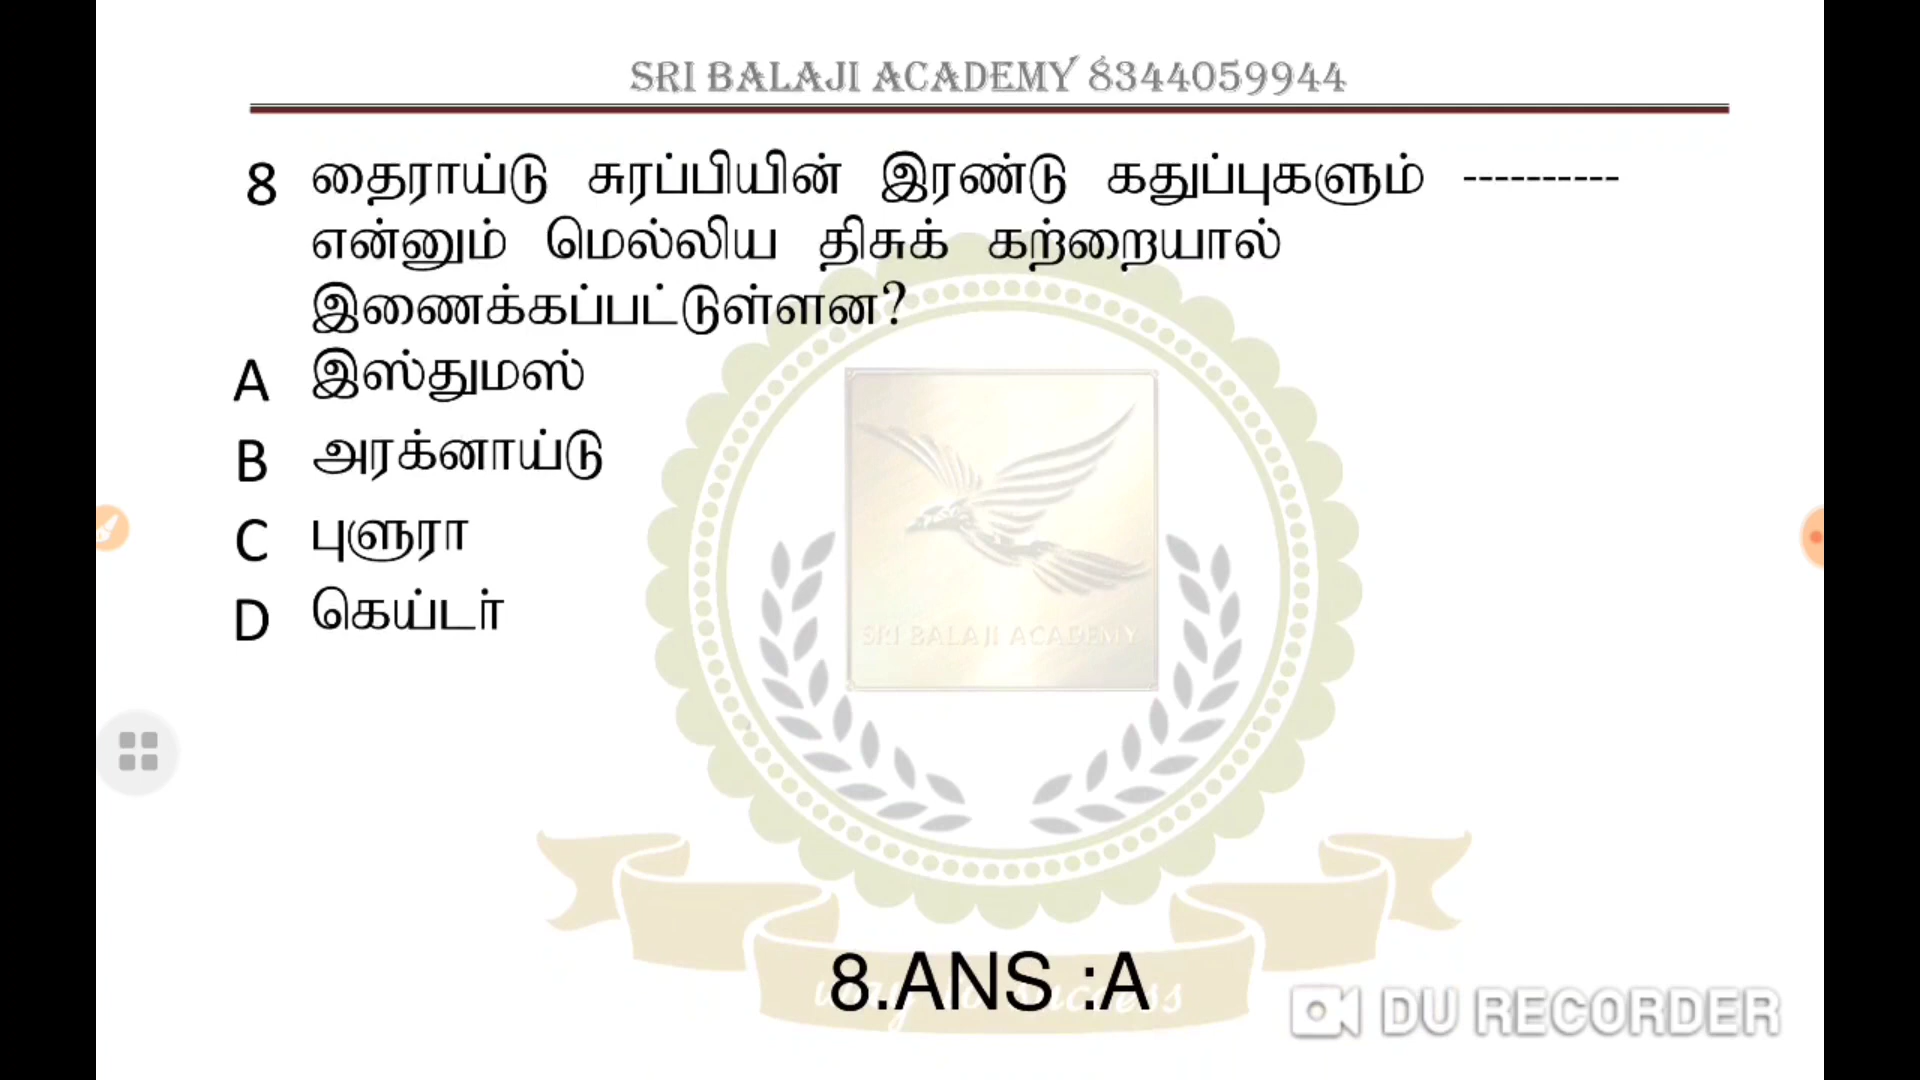 SRI BALAJI ACADEMY 8344059944
8 தைராய்டு சுரப்பியின் இரண்டு கதுப்புகளும் ----------
என்னும் மெல்லிய திசுக் கற்றையால்
இணைக்கப்பட்டுள்ளன?
A இஸ்துமஸ்
B அரக்னாய்டு
C புளுரா
D கெய்டர்
SRI BALAJI ACADEMY
8.ANS :A
DU RECORDER